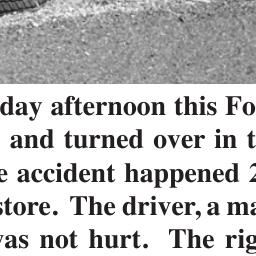 day afternoon this Fo
and turned over in t
e accident happened 2
store. The driver, a ma
was not hurt. The rig